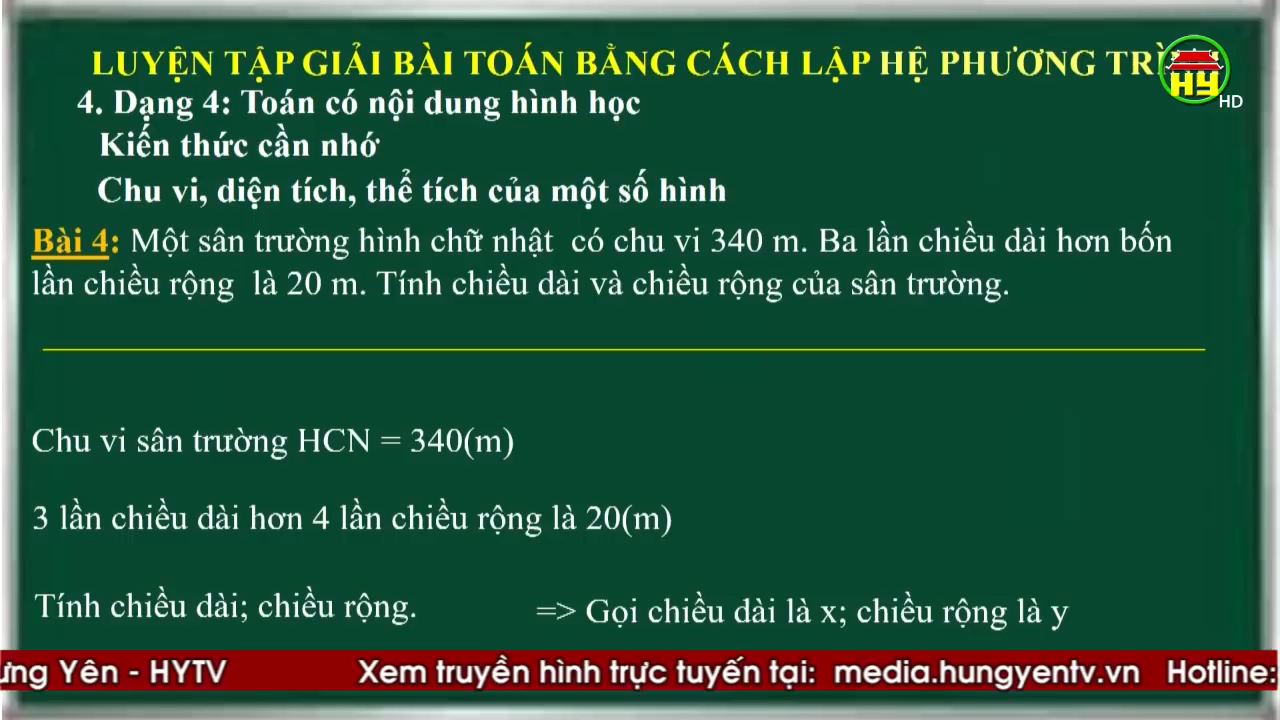 LUYỆN TẬP GIẢI BÀI TOÁN BẰNG CÁCH LẬP HỆ PHƯƠNG
HY HD
4. Dạng 4: Toán có nội dung hình học
Kiến thức cần nhớ
Chu vi, diện tích, thể tích của một số hình
Bài 4: Một sân trường hình chữ nhật có chu vi 340 m. Ba lần chiều dài hơn bốn
lần chiều rộng là 20 m. Tính chiều dài và chiều rộng của sân trường.
Chu vi sân trường HCN = 340(m)
3 lần chiều dài hơn 4 lần chiều rộng là 20(m)
Tính chiều dài; chiều rộng. => Gọi chiều dài là x; chiều rộng là y
ưng Yên - HYTV Xem truyền hình trực tuyến tại: media.hungyentv.vn Hotline: